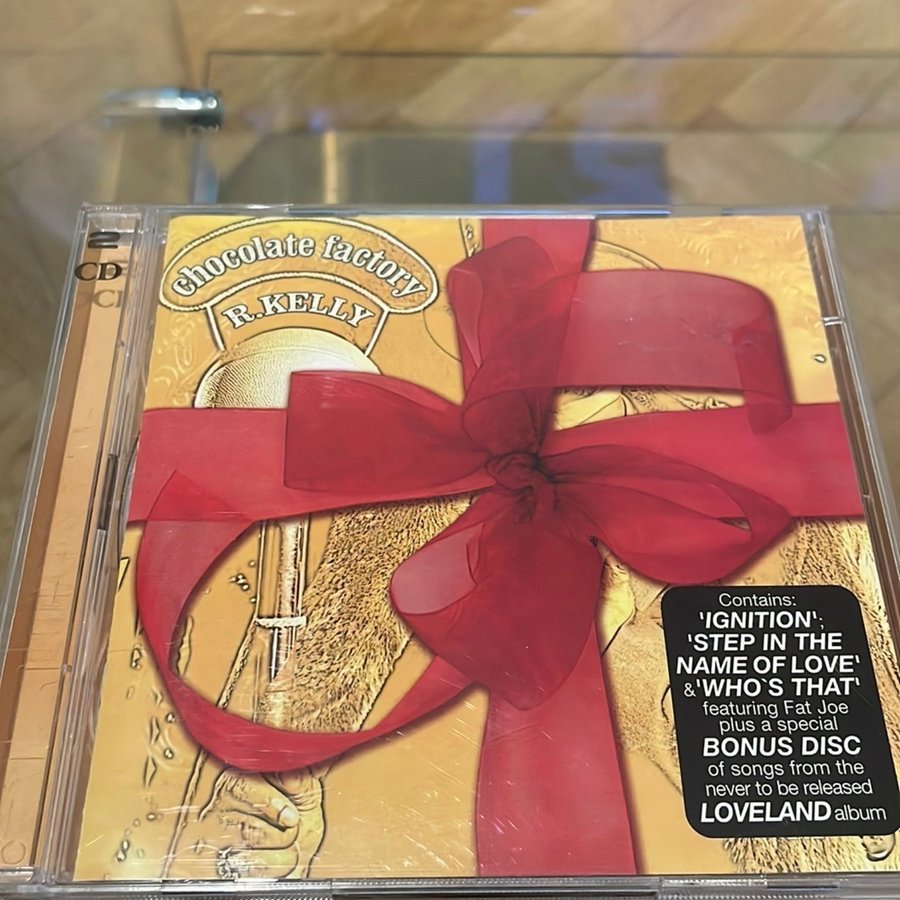 2
CD
chocolate factory
R.KELLY
Contains:
'IGNITION';
'STEP IN THE
NAME OF LOVE'
&'WHO`S THAT'
featuring Fat Joe
plus a special
BONUS DISC
of songs from the
never to be released
LOVELAND album